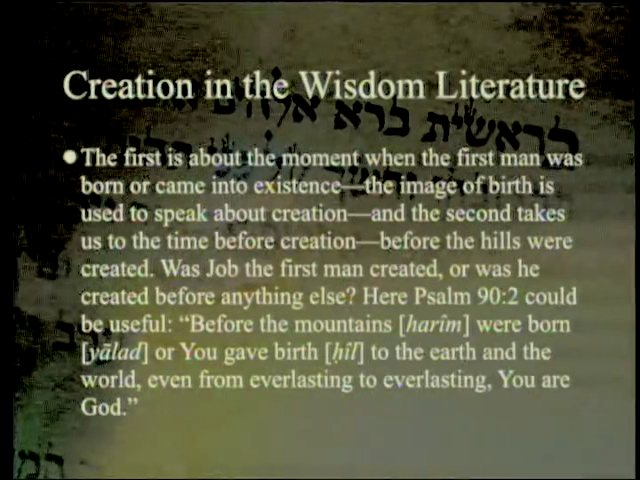 Creation in the Wisdom Literature
בראשית ברא אלהים
The first is about the moment when the first man was
born or came into existence—the image of birth is
used to speak about creation—and the second takes
us to the time before creation—before the hills were
created. Was Job the first man created, or was he
created before anything else? Here Psalm 90:2 could
be useful: “Before the mountains [harîm] were born
[yālad] or You gave birth [ḥîl] to the earth and the
world, even from everlasting to everlasting, You are
God.”